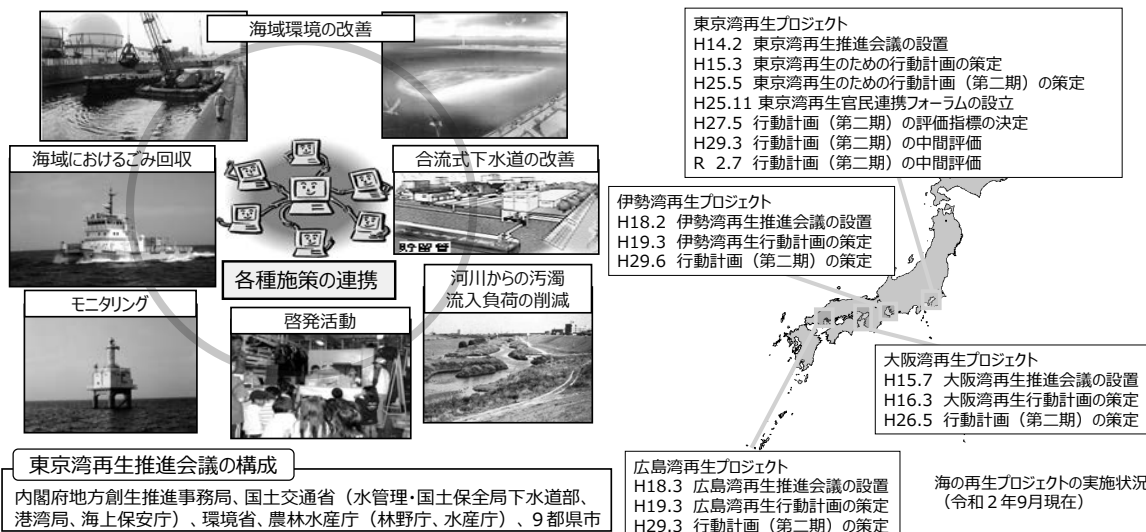 海域環境の改善
海域におけるごみ回収
合流式下水道の改善
貯留管
各種施策の連携
モニタリング
啓発活動
河川からの汚濁
流入負荷の削減
東京湾再生推進会議の構成
内閣府地方創生推進事務局、国土交通省（水管理・国土保全局下水道部、
港湾局、海上保安庁）、環境省、農林水産庁（林野庁、水産庁）、９都県市
東京湾再生プロジェクト
H14.2 東京湾再生推進会議の設置
H15.3 東京湾再生のための行動計画の策定
H25.5 東京湾再生のための行動計画（第二期）の策定
H25.11 東京湾再生官民連携フォーラムの設立
H27.5 行動計画（第二期）の評価指標の決定
H29.3 行動計画（第二期）の中間評価
R 2.7 行動計画（第二期）の中間評価
伊勢湾再生プロジェクト
H18.2 伊勢湾再生推進会議の設置
H19.3 伊勢湾再生行動計画の策定
H29.6 行動計画（第二期）の策定
大阪湾再生プロジェクト
H15.7 大阪湾再生推進会議の設置
H16.3 大阪湾再生行動計画の策定
H26.5 行動計画（第二期）の策定
広島湾再生プロジェクト
H18.3 広島湾再生推進会議の設置
H19.3 広島湾再生行動計画の策定
H29.3 行動計画（第二期）の策定
海の再生プロジェクトの実施状況
（令和２年9月現在）